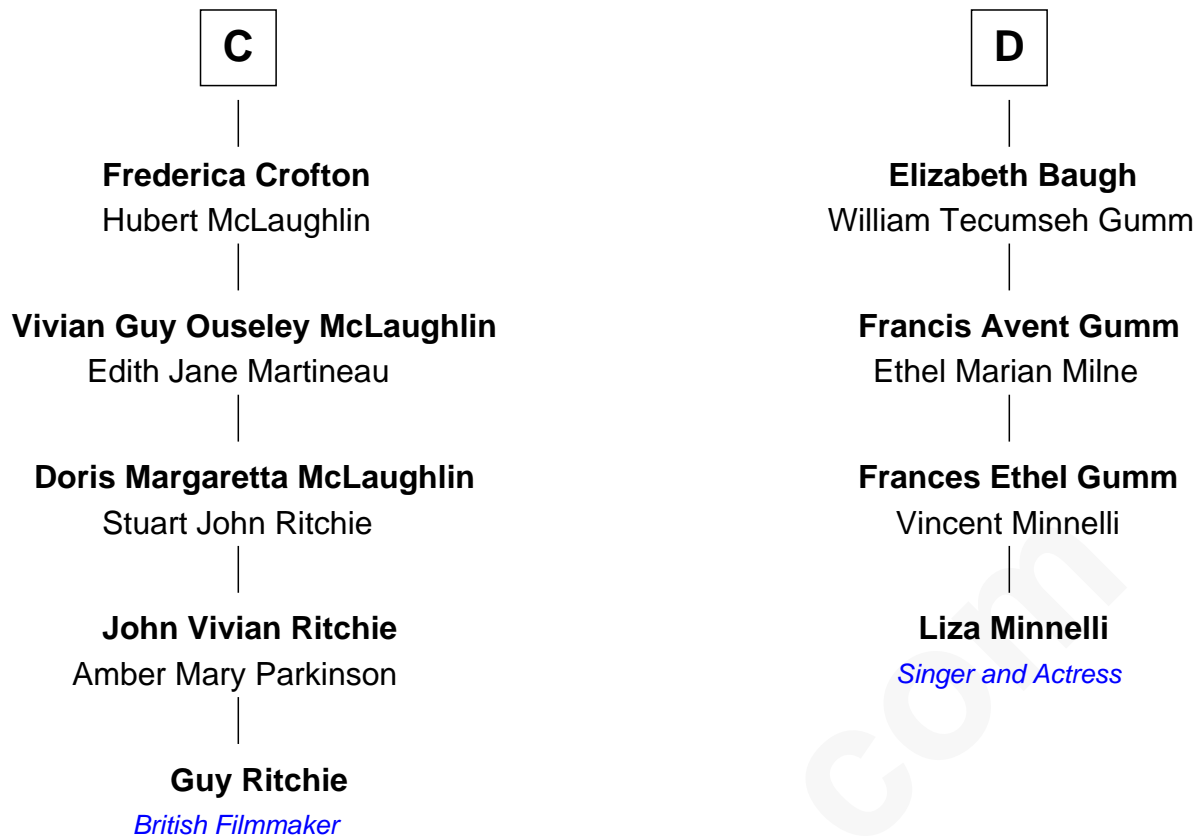 C
Frederica Crofton
Hubert McLaughlin
Vivian Guy Ouseley McLaughlin
Edith Jane Martineau
Doris Margaretta McLaughlin
Stuart John Ritchie
John Vivian Ritchie
Amber Mary Parkinson
Guy Ritchie
British Filmmaker
D
Elizabeth Baugh
William Tecumseh Gumm
Francis Avent Gumm
Ethel Marian Milne
Frances Ethel Gumm
Vincent Minnelli
Liza Minnelli
Singer and Actress
com